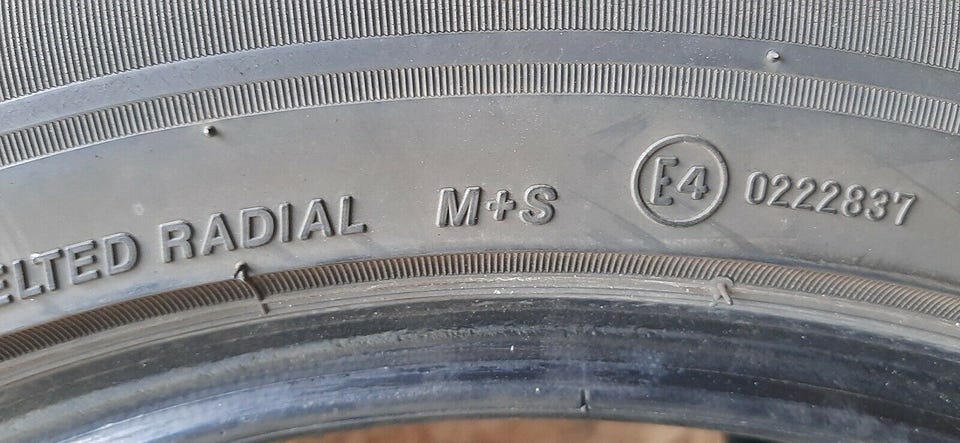 ELTED RADIAL M+S E4 0222837